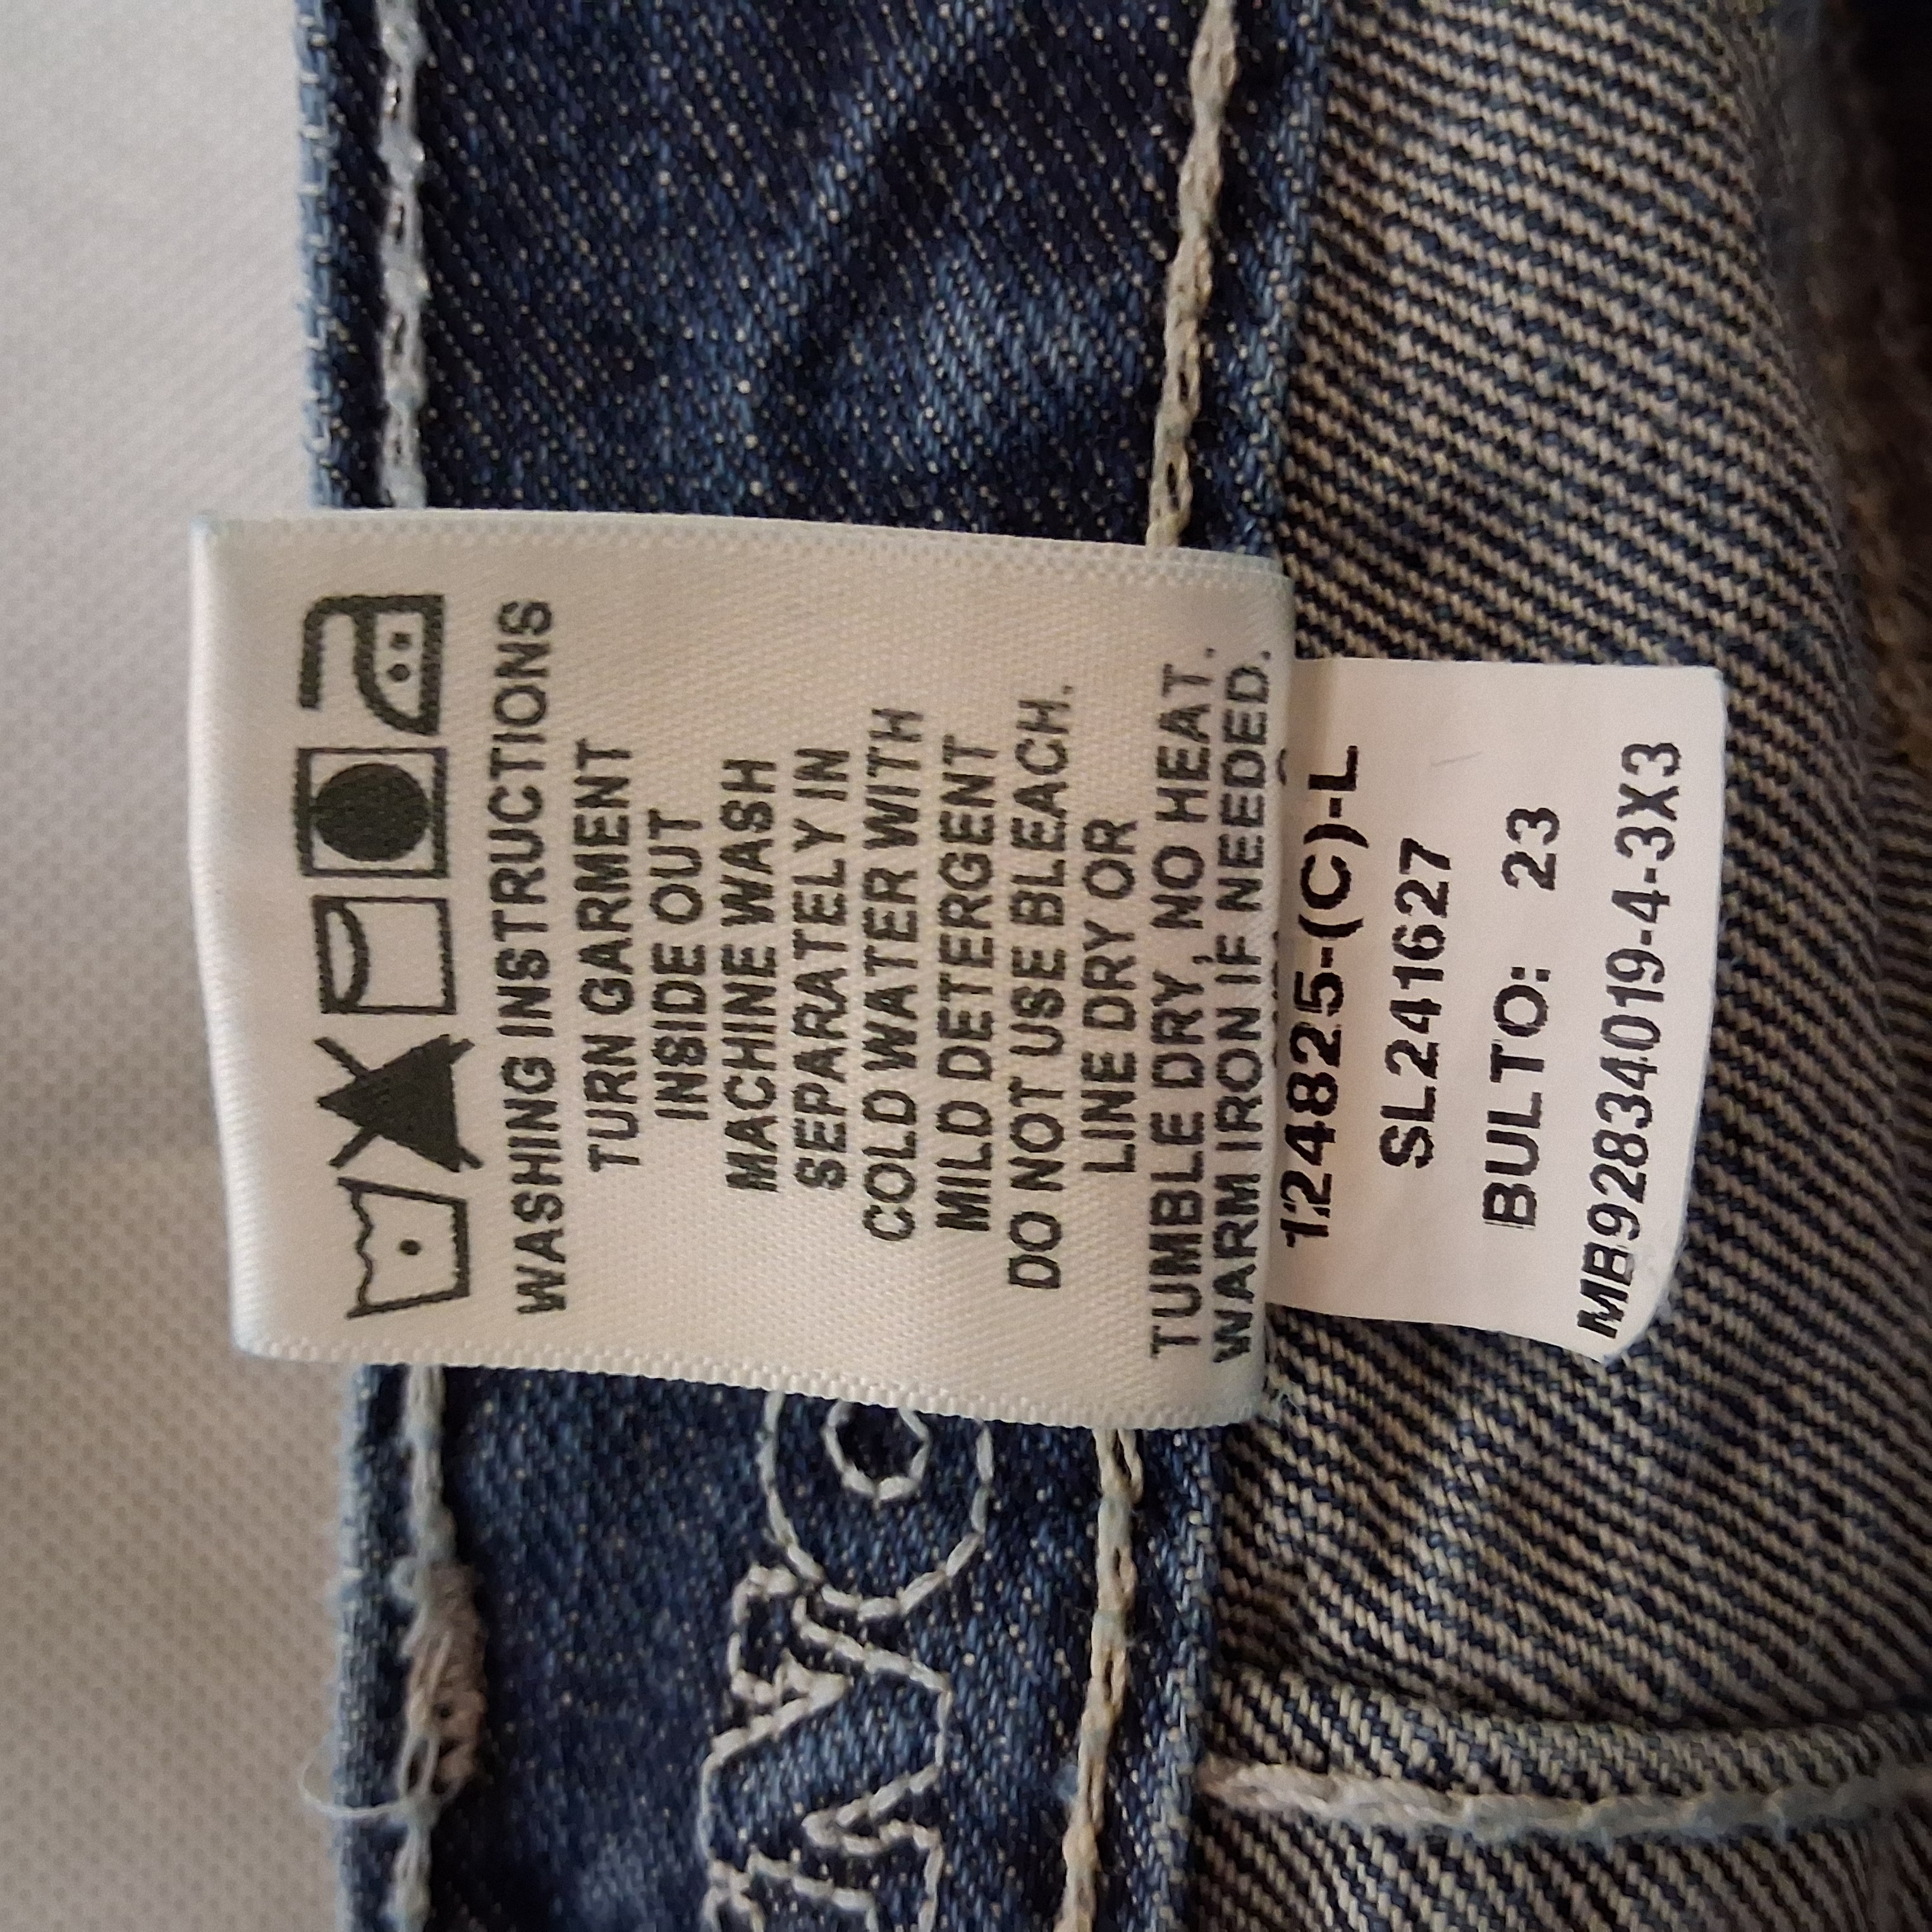 WASHING INSTRUCTIONS
TURN GARMENT
INSIDE OUT
MACHINE WASH
SEPARATELY IN
COLD WATER WITH
MILD DETERGENT
DO NOT USE BLEACH.
LINE DRY OR
TUMBLE DRY, NO HEAT.
WARM IRON IF NEEDED.
124825-(C)-L
SL241627
BULTO: 23
MB92834019-4-3X3